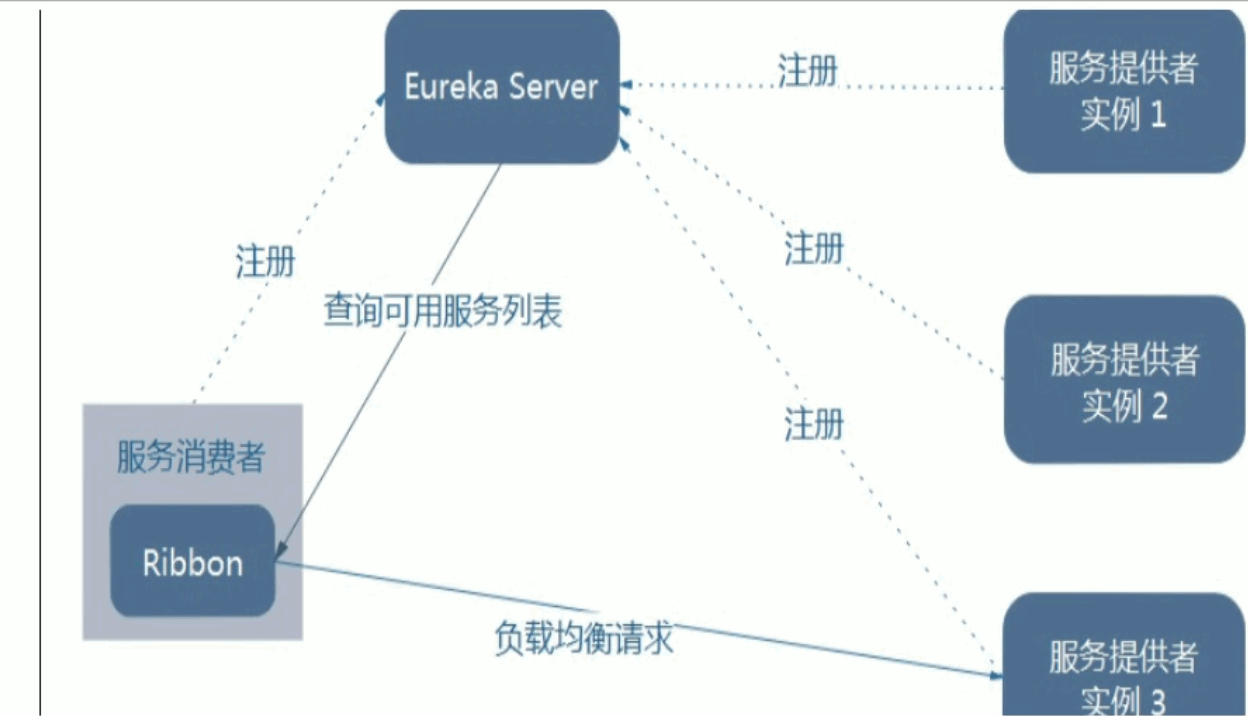 Eureka Server
注册
服务提供者
实例 1
注册
注册
查询可用服务列表
服务提供者
实例 2
注册
服务消费者
Ribbon
负载均衡请求
服务提供者
实例 3